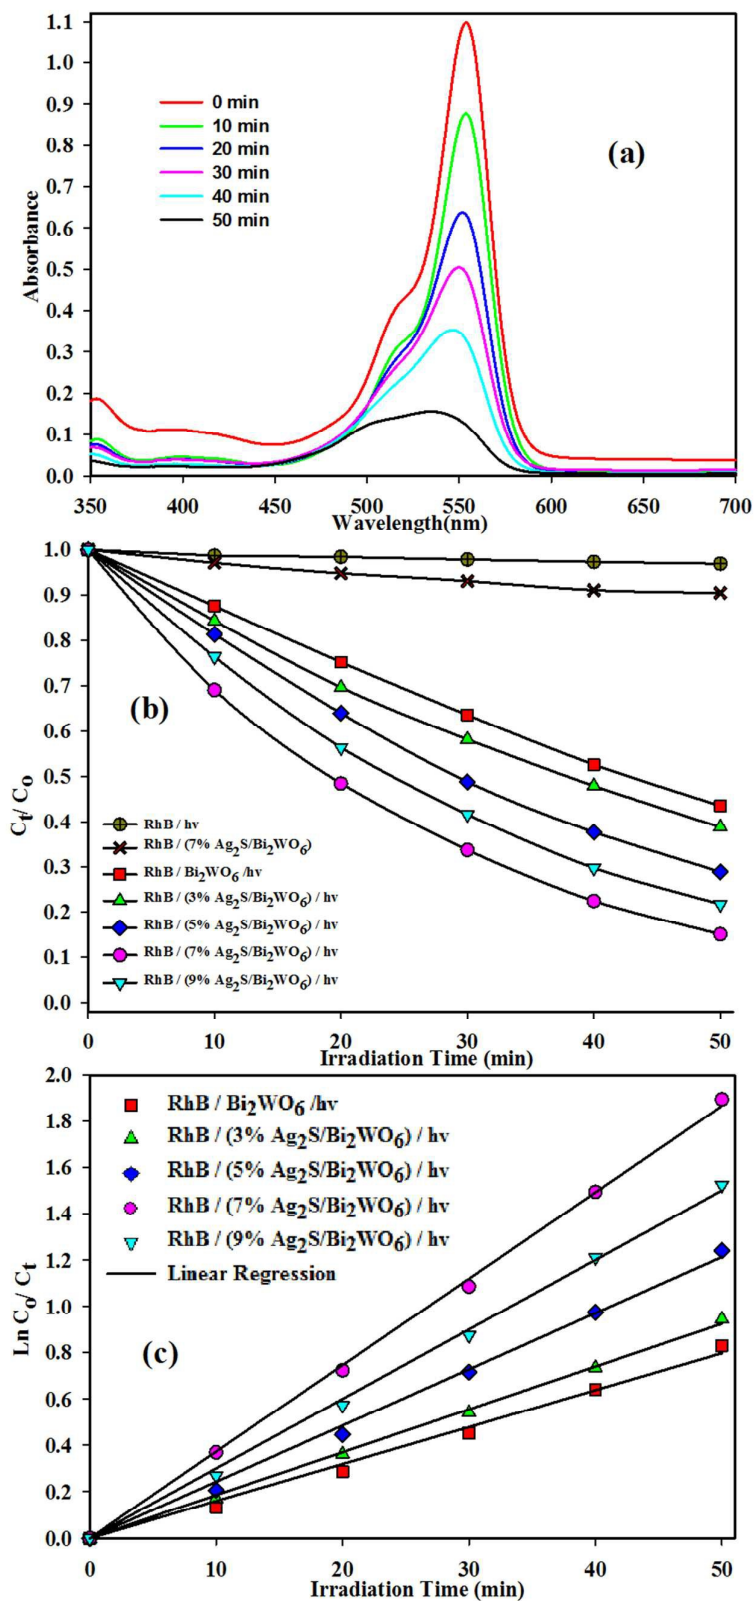 1.1
1.0
0.9
0.8
0.7
0.6
0.5
0.4
0.3
0.2
0.1
0.0
Absorbance
0 min
10 min
20 min
30 min
40 min
50 min
(a)
350 400 450 500 550 600 650 700
Wavelength(nm)
1.0
0.9
0.8
0.7
0.6
0.5
0.4
0.3
0.2
0.1
0.0
Cₜ/ Cₒ
(b)
RhB / hv
RhB / (7% Ag₂S/Bi₂WO₆)
RhB / Bi₂WO₆ /hv
RhB / (3% Ag₂S/Bi₂WO₆) / hv
RhB / (5% Ag₂S/Bi₂WO₆) / hv
RhB / (7% Ag₂S/Bi₂WO₆) / hv
RhB / (9% Ag₂S/Bi₂WO₆) / hv
0 10 20 30 40 50
Irradiation Time (min)
2.0
1.8
1.6
1.4
1.2
1.0
0.8
0.6
0.4
0.2
0.0
Ln Cₒ/ Cₜ
RhB / Bi₂WO₆ /hv
RhB / (3% Ag₂S/Bi₂WO₆) / hv
RhB / (5% Ag₂S/Bi₂WO₆) / hv
RhB / (7% Ag₂S/Bi₂WO₆) / hv
RhB / (9% Ag₂S/Bi₂WO₆) / hv
Linear Regression
(c)
0 10 20 30 40 50
Irradiation Time (min)